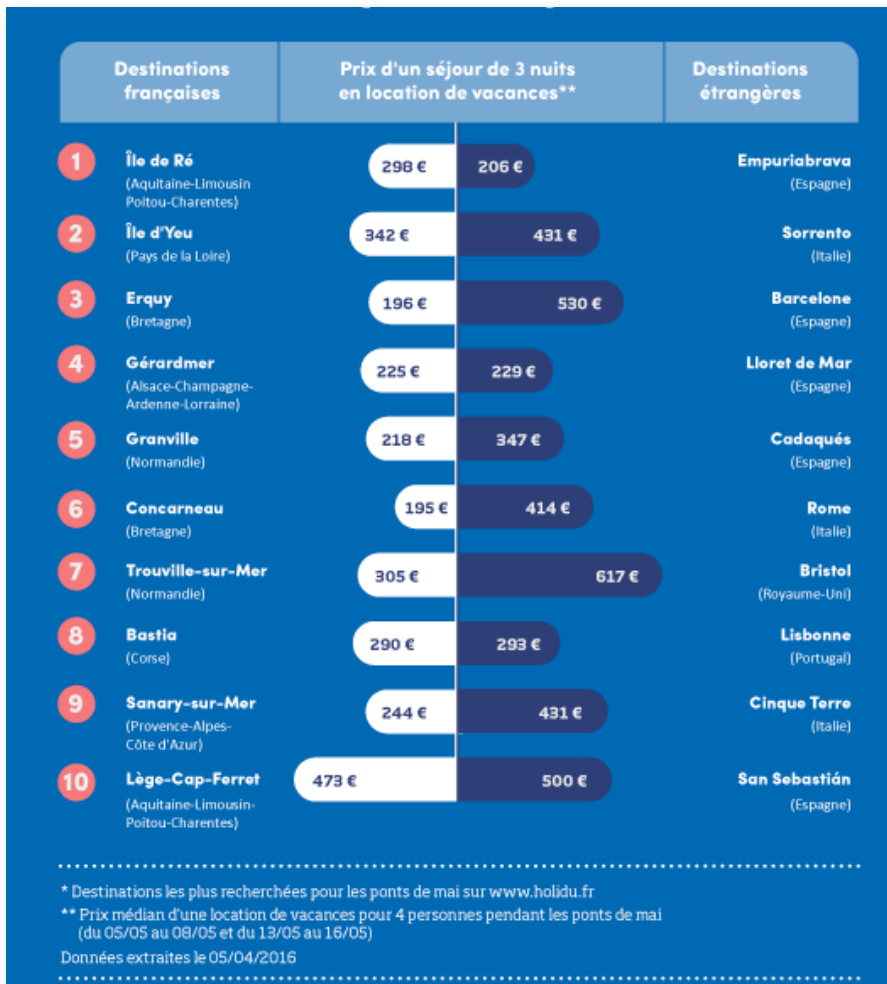 Destinations
françaises
Prix d'un séjour de 3 nuits
en location de vacances**
Destinations
étrangères
1 Île de Ré 298 € 206 € Empuriabrava
(Aquitaine-Limousin (Espagne)
Poitou-Charentes)
2 Île d'Yeu 342 € 431 € Sorrento
(Pays de la Loire) (Italie)
3 Erquy 196 € 530 € Barcelone
(Bretagne) (Espagne)
4 Gérardmer 225 € 229 € Lloret de Mar
(Alsace-Champagne- (Espagne)
Ardenne-Lorraine)
5 Granville 218 € 347 € Cadaqués
(Normandie) (Espagne)
6 Concarneau 195 € 414 € Rome
(Bretagne) (Italie)
7 Trouville-sur-Mer 305 € 617 € Bristol
(Normandie) (Royaume-Uni)
8 Bastia 290 € 293 € Lisbonne
(Corse) (Portugal)
9 Sanary-sur-Mer 244 € 431 € Cinque Terre
(Provence-Alpes- (Italie)
Côte d'Azur)
10 Lège-Cap-Ferret 473 € 500 € San Sebastián
(Aquitaine-Limousin- (Espagne)
Poitou-Charentes)
* Destinations les plus recherchées pour les ponts de mai sur www.holidu.fr
** Prix médian d'une location de vacances pour 4 personnes pendant les ponts de mai
(du 05/05 au 08/05 et du 13/05 au 16/05)
Données extraites le 05/04/2016